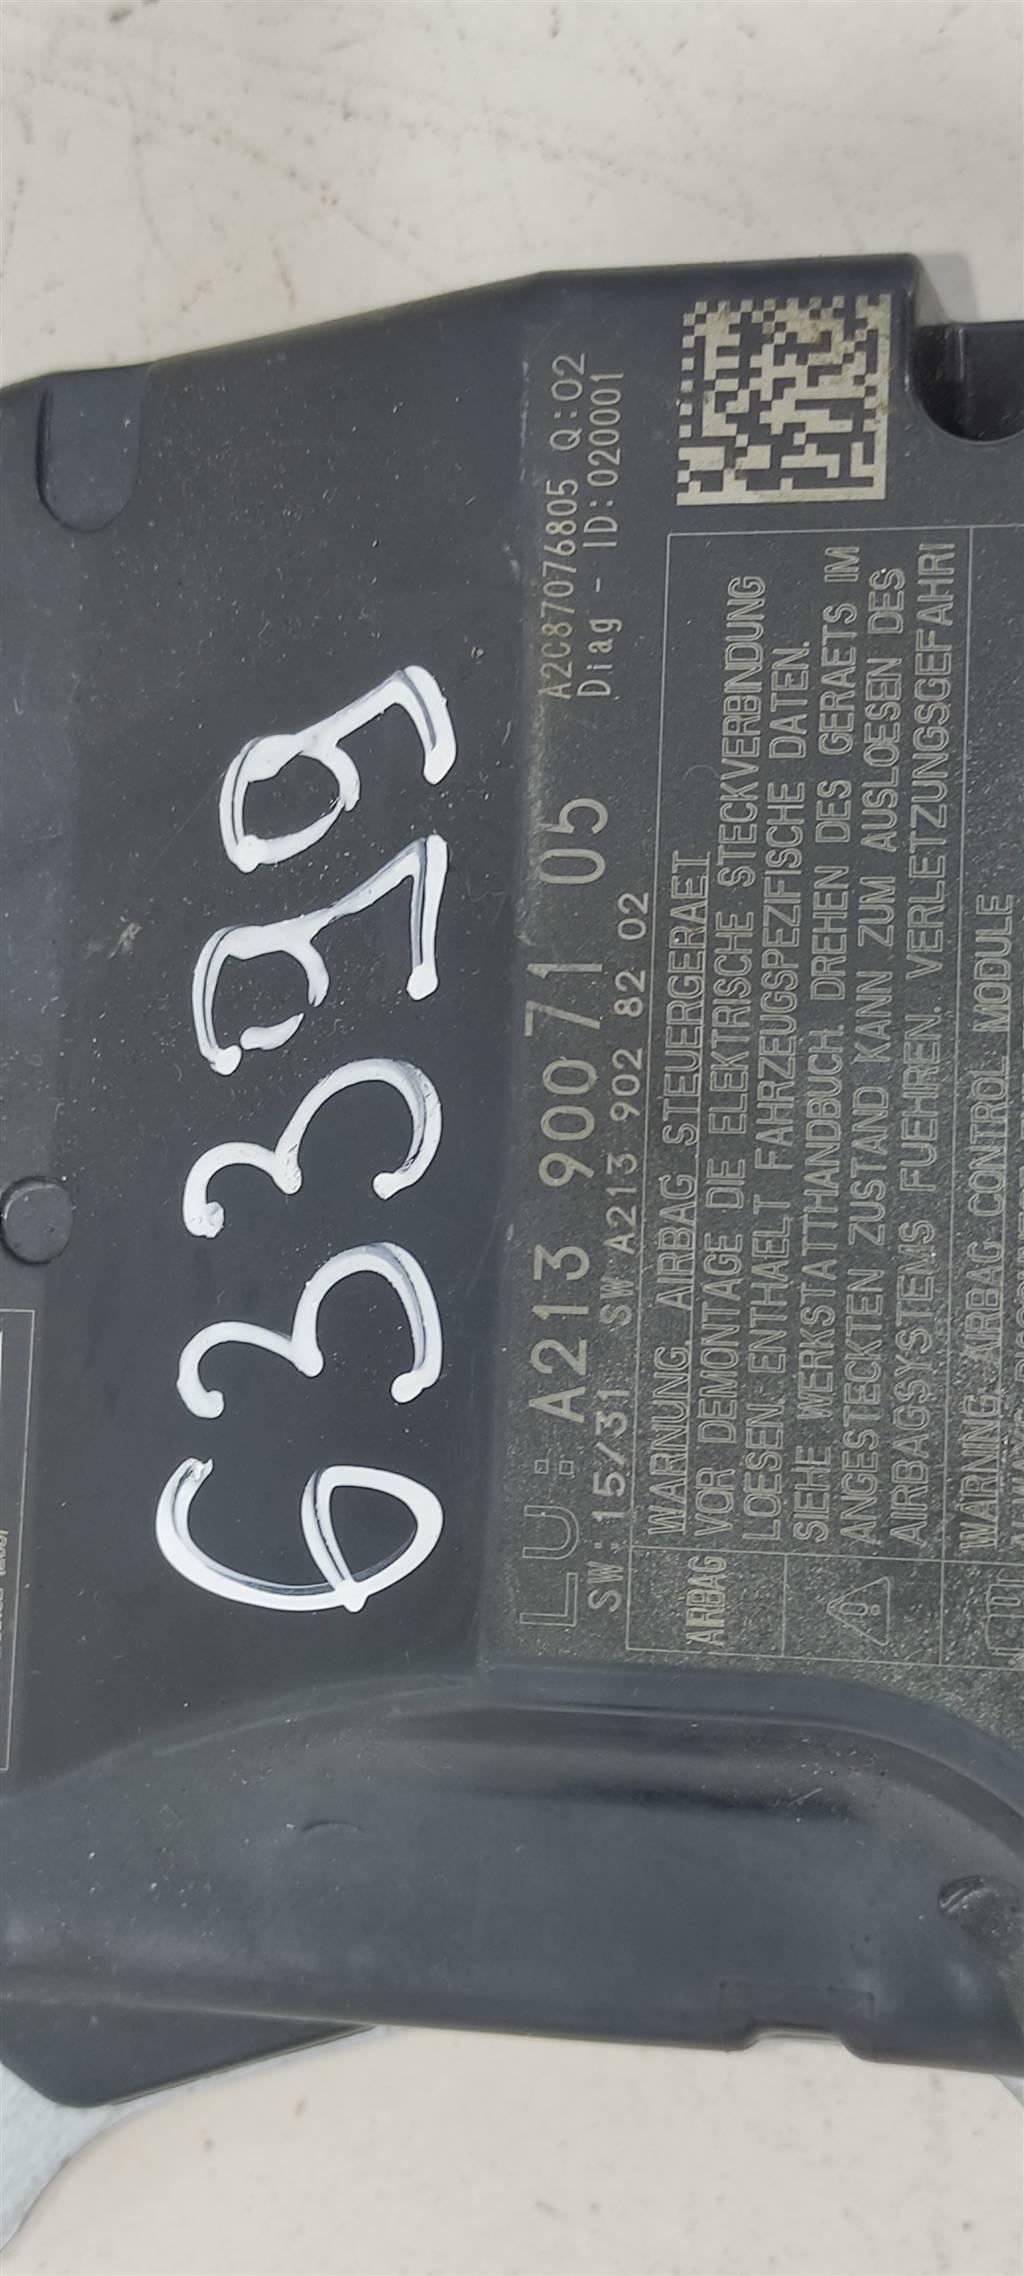 63399
A2C87076805 Q:02
Diag - ID:020001
LU: A213 900 71 05
SW: 15/31 SW A213 902 82 02
AIRBAG
WARNUNG, AIRBAG STEUERGERAET
VOR DEMONTAGE DIE ELEKTRISCHE STECKVERBINDUNG
LOESEN. ENTHAELT FAHRZEUGSPEZIFISCHE DATEN.
SIEHE WERKSTATTHANDBUCH. DREHEN DES GERAETS IM
ANGESTECKTEN ZUSTAND KANN ZUM AUSLOESEN DES
AIRBAGSYSTEMS FUEHREN. VERLETZUNGSGEFAHR!
WARNING, AIRBAG CONTROL MODULE